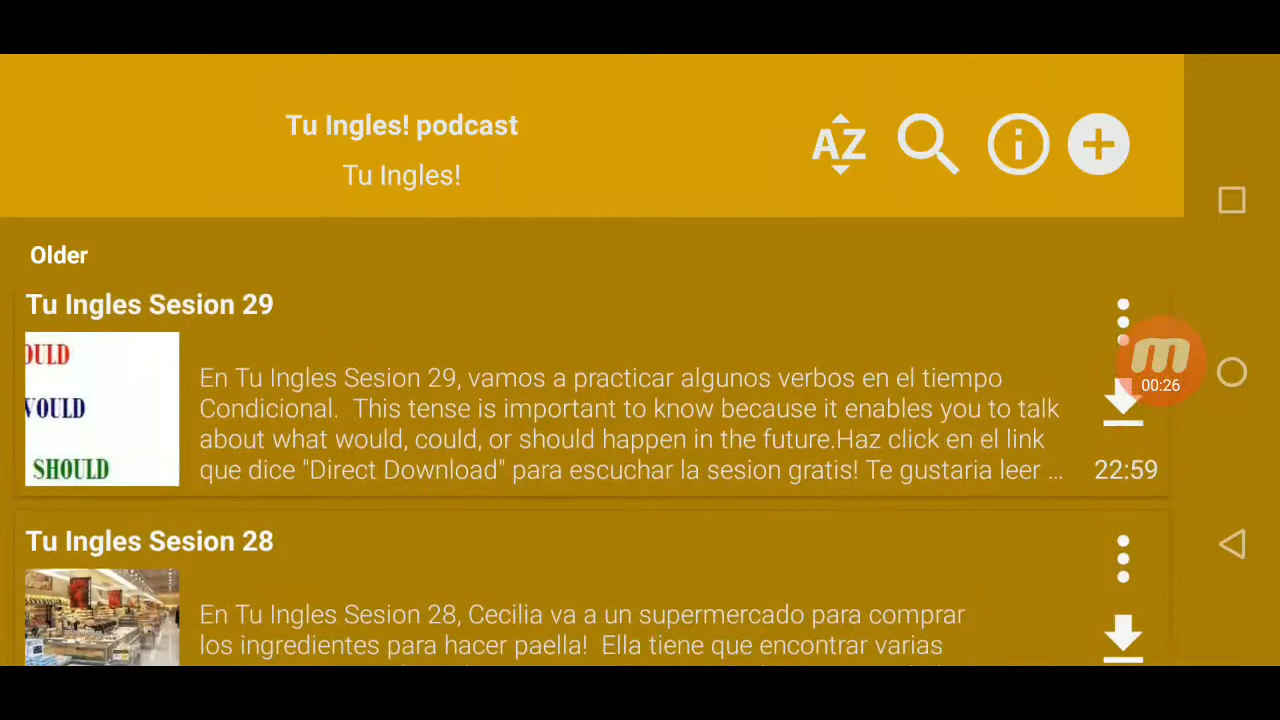 Tu Ingles! podcast
Tu Ingles!
AZ
Older
Tu Ingles Sesion 29
OULD
WOULD
SHOULD
En Tu Ingles Sesion 29, vamos a practicar algunos verbos en el tiempo
Condicional. This tense is important to know because it enables you to talk
about what would, could, or should happen in the future.Haz click en el link
que dice "Direct Download" para escuchar la sesion gratis! Te gustaria leer ...
00:26
22:59
Tu Ingles Sesion 28
En Tu Ingles Sesion 28, Cecilia va a un supermercado para comprar
los ingredientes para hacer paella! Ella tiene que encontrar varias